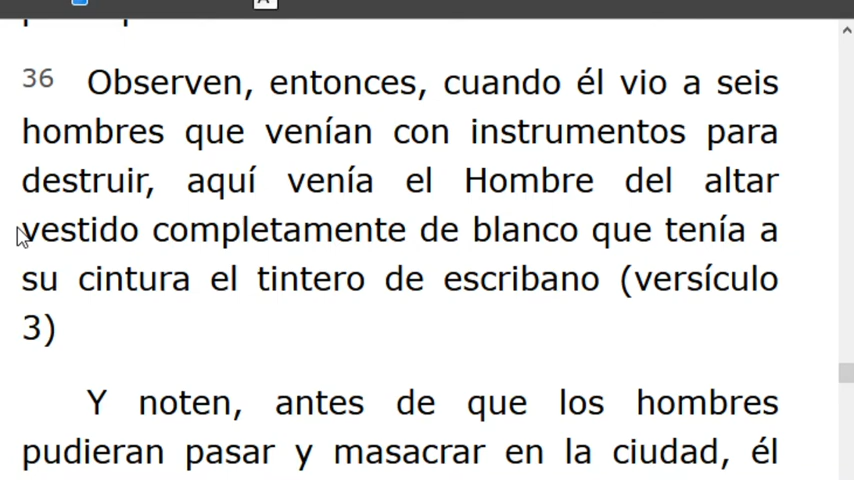 36 Observen, entonces, cuando él vio a seis
hombres que venían con instrumentos para
destruir, aquí venía el Hombre del altar
vestido completamente de blanco que tenía a
su cintura el tintero de escribano (versículo
3)
Y noten, antes de que los hombres
pudieran pasar y masacrar en la ciudad, él